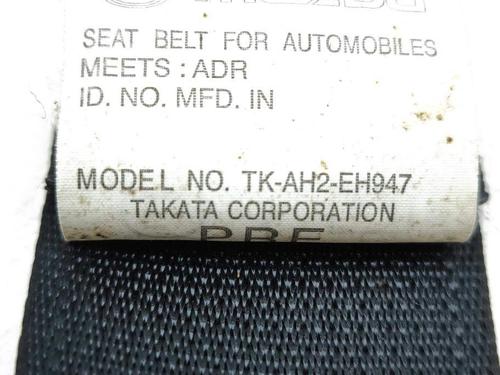 SEAT BELT FOR AUTOMOBILES
MEETS : ADR
ID. NO. MFD. IN
MODEL NO. TK-AH2-EH947
TAKATA CORPORATION